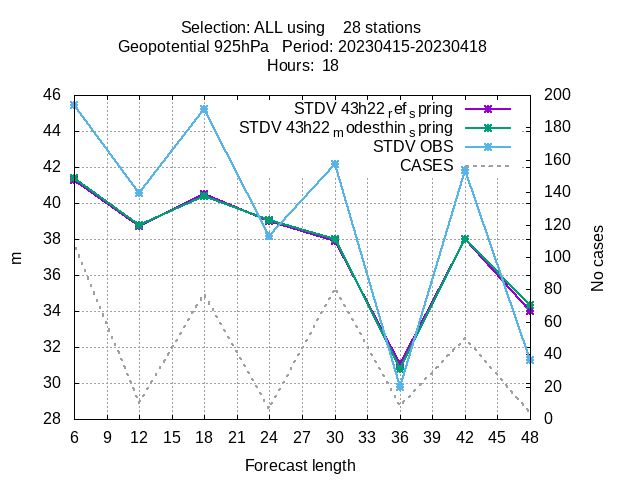 Selection: ALL using    28 stations
Geopotential 925hPa   Period: 20230415-20230418
Hours:  18
46
44
42
40
38
36
34
32
30
28
200
180
160
140
120
100
80
60
40
20
0
m
No cases
STDV 43h22 ref spring
STDV 43h22 modesthin spring
STDV OBS
CASES
6 9 12 15 18 21 24 27 30 33 36 39 42 45 48
Forecast length